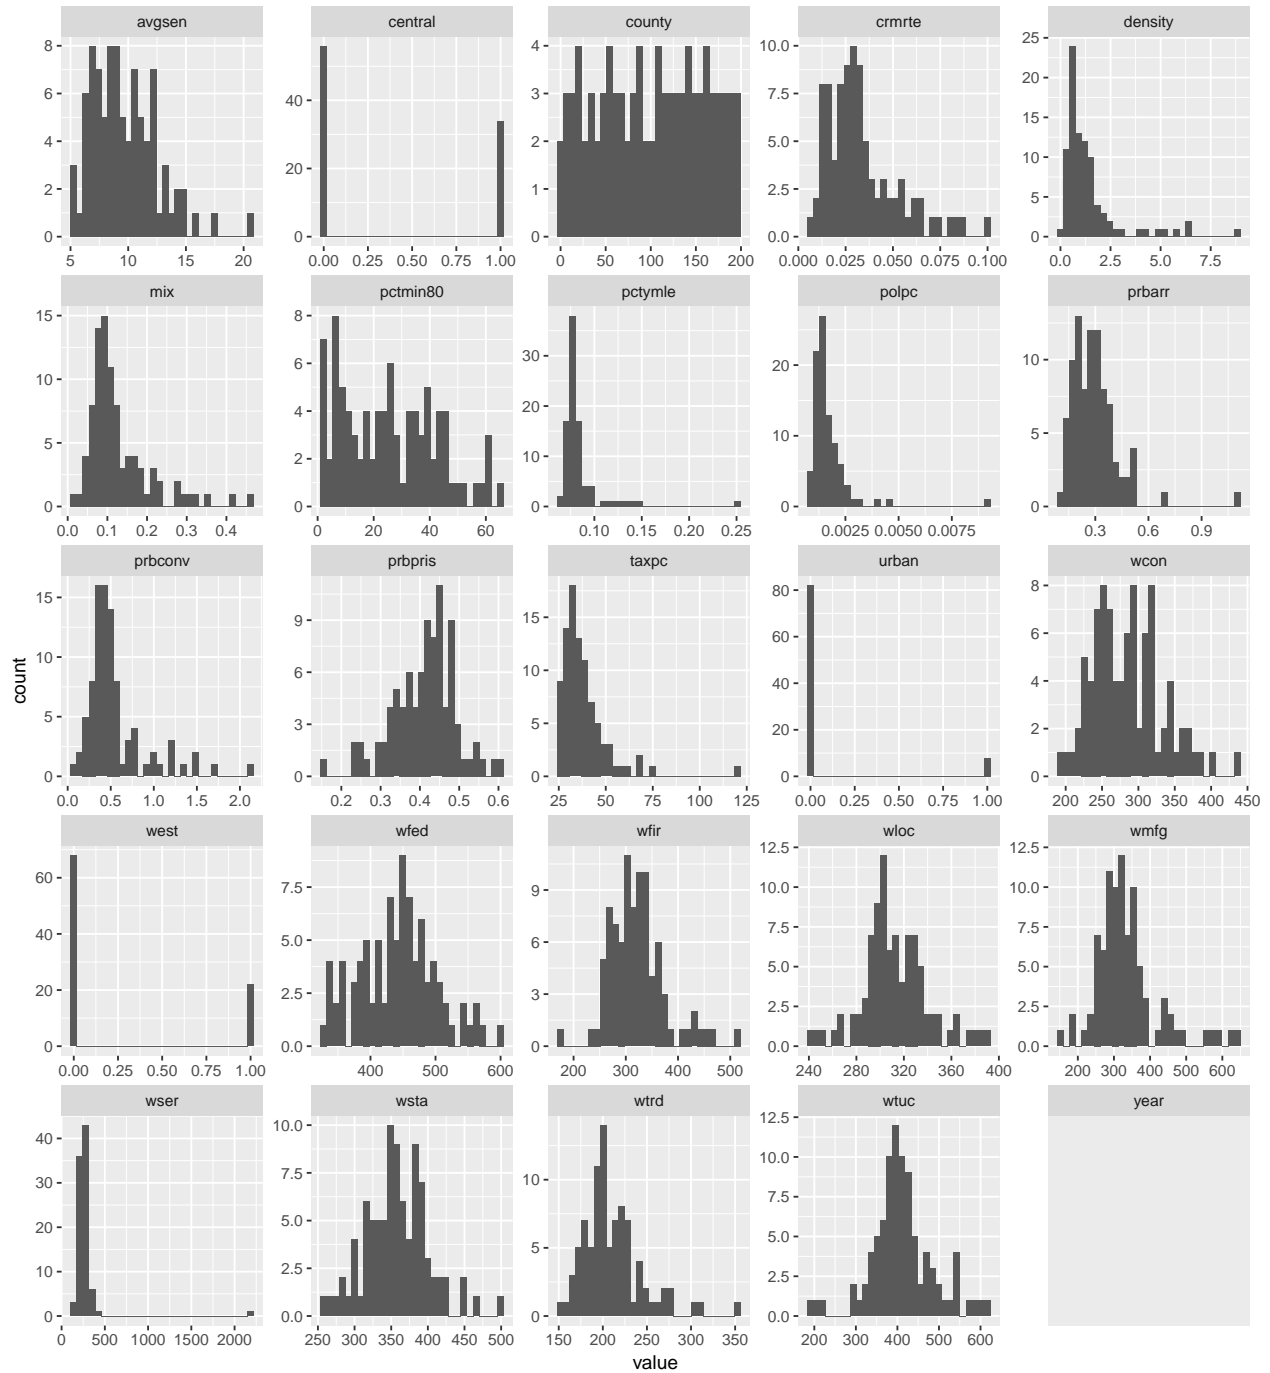 avgsen central county crmrte density
8 6 4 2 0
5 10 15 20
40 20 0
0.00 0.25 0.50 0.75 1.00
4 3 2 1 0
0 50 100 150 200
10.0 7.5 5.0 2.5 0.0
0.000 0.025 0.050 0.075 0.100
25 20 15 10 5 0
0.0 2.5 5.0 7.5
mix pctmin80 pctymle polpc prbarr
15 10 5 0
0.0 0.1 0.2 0.3 0.4
8 6 4 2 0
0 20 40 60
30 20 10 0
0.10 0.15 0.20 0.25
20 10 0
0.0025 0.0050 0.0075
10 5 0
0.3 0.6 0.9
prbconv prbpris taxpc urban wcon
15 10 5 0
0.0 0.5 1.0 1.5 2.0
9 6 3 0
0.2 0.3 0.4 0.5 0.6
15 10 5 0
25 50 75 100 125
80 60 40 20 0
0.00 0.25 0.50 0.75 1.00
8 6 4 2 0
200 250 300 350 400 450
west wfed wfir wloc wmfg
60 40 20 0
0.00 0.25 0.50 0.75 1.00
7.5 5.0 2.5 0.0
400 500 600
9 6 3 0
200 300 400 500
12.5 10.0 7.5 5.0 2.5 0.0
240 280 320 360 400
12.5 10.0 7.5 5.0 2.5 0.0
200 300 400 500 600
wser wsta wtrd wtuc year
40 30 20 10 0
0 500 1000 1500 2000
10.0 7.5 5.0 2.5 0.0
250 300 350 400 450 500
10 5 0
150 200 250 300 350
12.5 10.0 7.5 5.0 2.5 0.0
200 300 400 500 600
count
value